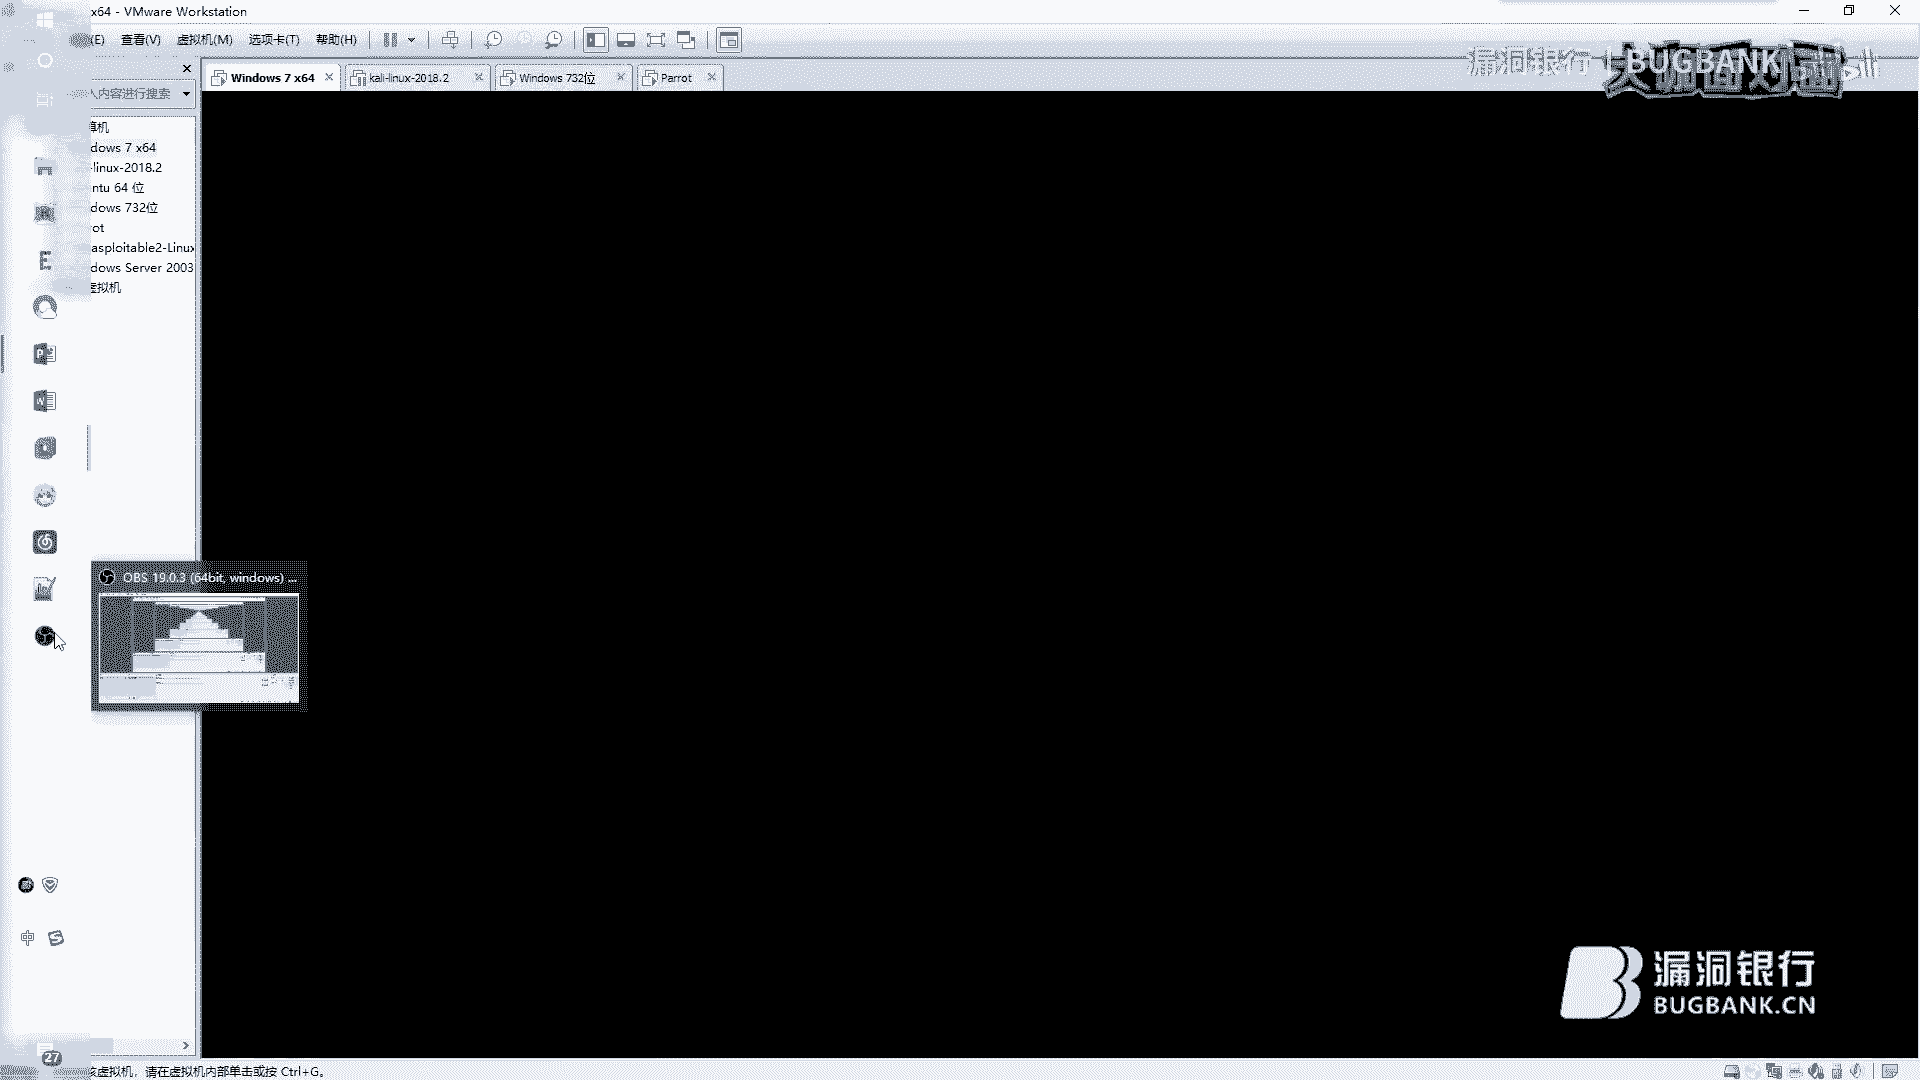 x64 - VMware Workstation
(E) 查看(V) 虚拟机(M) 选项卡(T) 帮助(H)
漏洞银行 | BUGBANK
大咖面对面
Windows 7 x64
kali-linux-2018.2
Windows 732位
Parrot
入内容进行搜索
算机
dows 7 x64
-linux-2018.2
ntu 64 位
dows 732位
rot
asploitable2-Linux
dows Server 2003
虚拟机
OBS 19.0.3 (64bit, windows) ...
中
漏洞银行
BUGBANK.CN
27
该虚拟机，请在虚拟机内部单击或按 Ctrl+G。